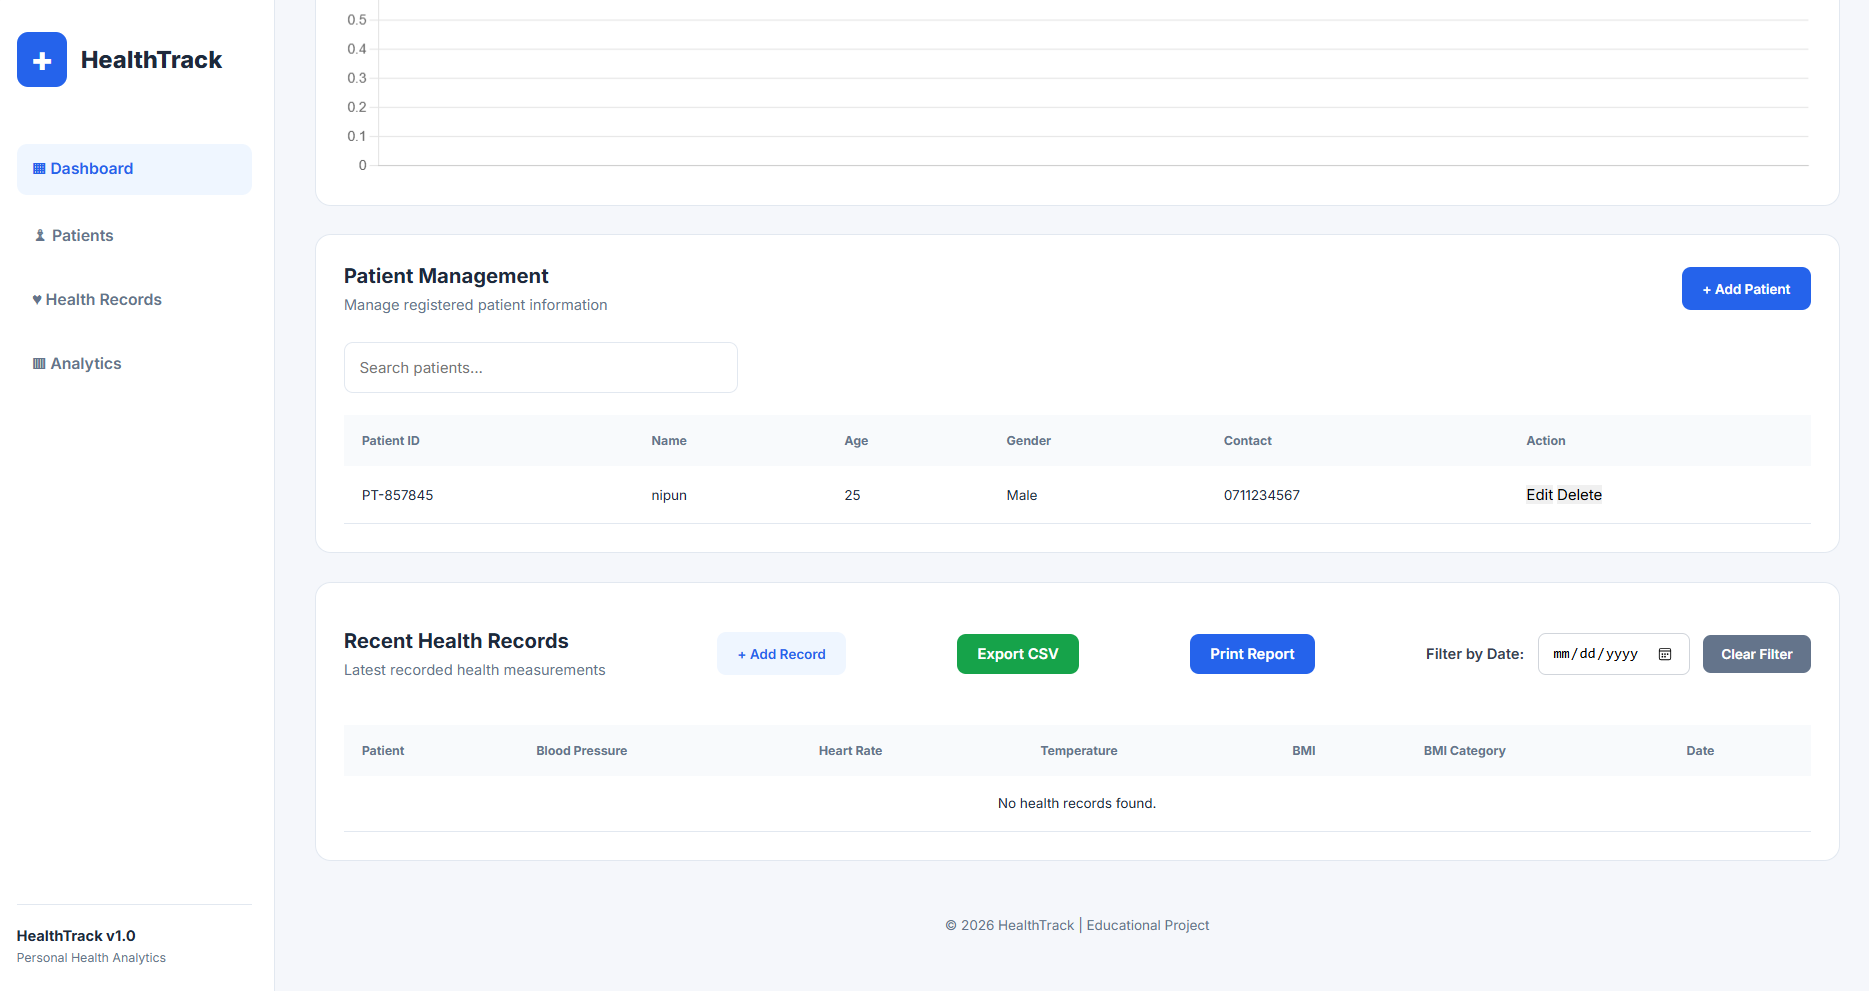 HealthTrack
Dashboard
Patients
Health Records
Analytics
HealthTrack v1.0
Personal Health Analytics
0.5
0.4
0.3
0.2
0.1
0
Patient Management
Manage registered patient information
+ Add Patient
Search patients...
Patient ID Name Age Gender Contact Action
PT-857845 nipun 25 Male 0711234567 Edit Delete
Recent Health Records
Latest recorded health measurements
+ Add Record
Export CSV
Print Report
Filter by Date: mm/dd/yyyy Clear Filter
Patient Blood Pressure Heart Rate Temperature BMI BMI Category Date
No health records found.
© 2026 HealthTrack | Educational Project